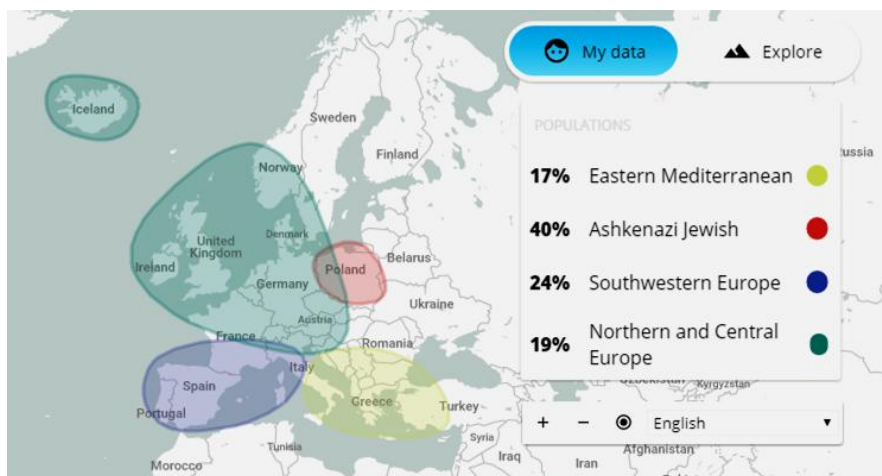 My data
Explore
POPULATIONS
17% Eastern Mediterranean
40% Ashkenazi Jewish
24% Southwestern Europe
19% Northern and Central
Europe
+ − English
Iceland
Sweden
Finland
Norway
United
Kingdom
Denmark
Ireland
Poland
Belarus
Germany
Ukraine
Austria
France
Romania
Italy
Spain
Portugal
Greece
Turkey
Uzbekistan
Kyrgyzstan
Tunisia
Syria
Morocco
Iraq
Iran
Afghanistan
ussia